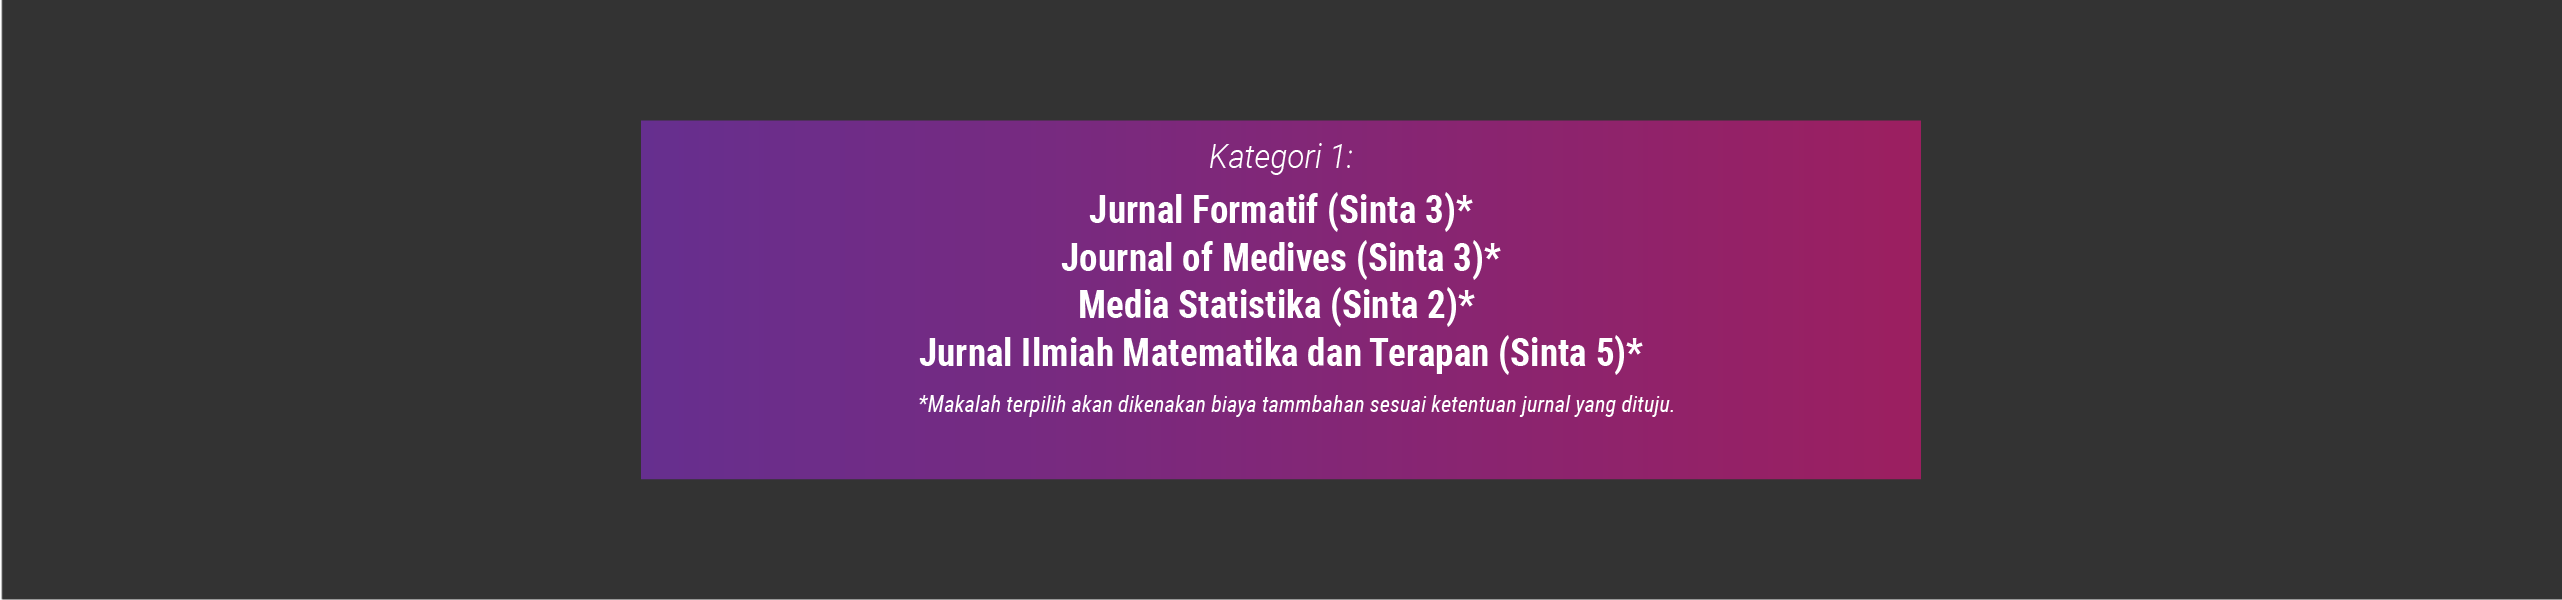 Kategori 1:
Jurnal Formatif (Sinta 3)*
Journal of Medives (Sinta 3)*
Media Statistika (Sinta 2)*
Jurnal Ilmiah Matematika dan Terapan (Sinta 5)*
*Makalah terpilih akan dikenakan biaya tammbahan sesuai ketentuan jurnal yang dituju.